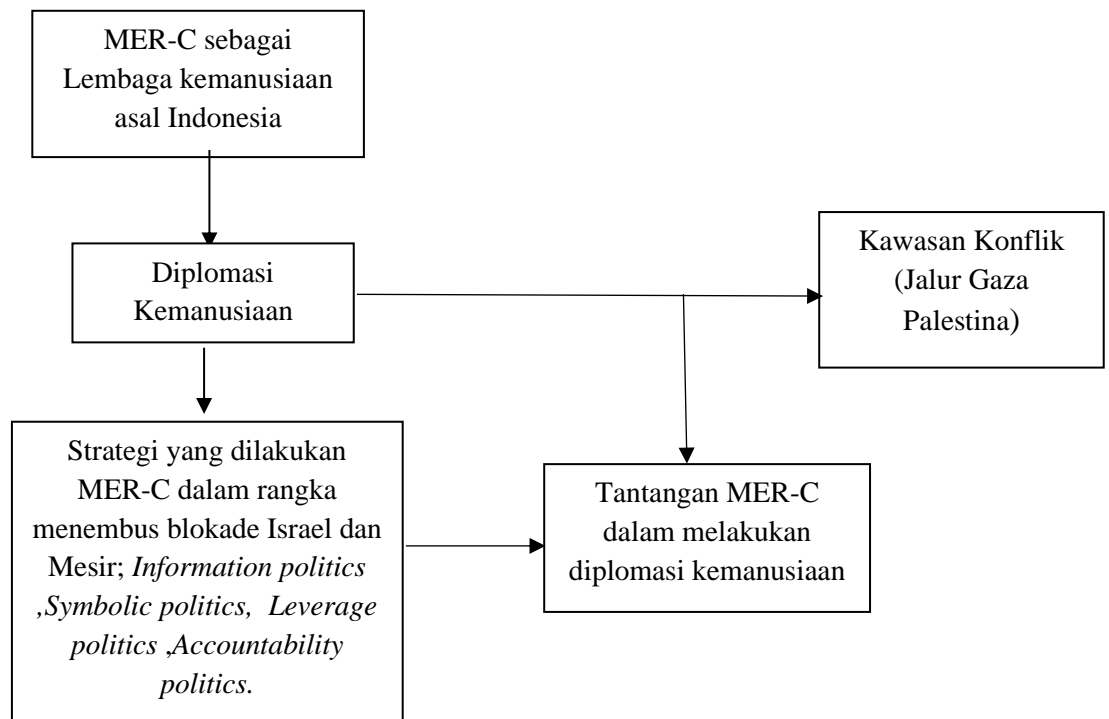 MER-C sebagai
Lembaga kemanusiaan
asal Indonesia
Diplomasi
Kemanusiaan
Kawasan Konflik
(Jalur Gaza
Palestina)
Strategi yang dilakukan
MER-C dalam rangka
menembus blokade Israel dan
Mesir; Information politics
,Symbolic politics, Leverage
politics ,Accountability
politics.
Tantangan MER-C
dalam melakukan
diplomasi kemanusiaan